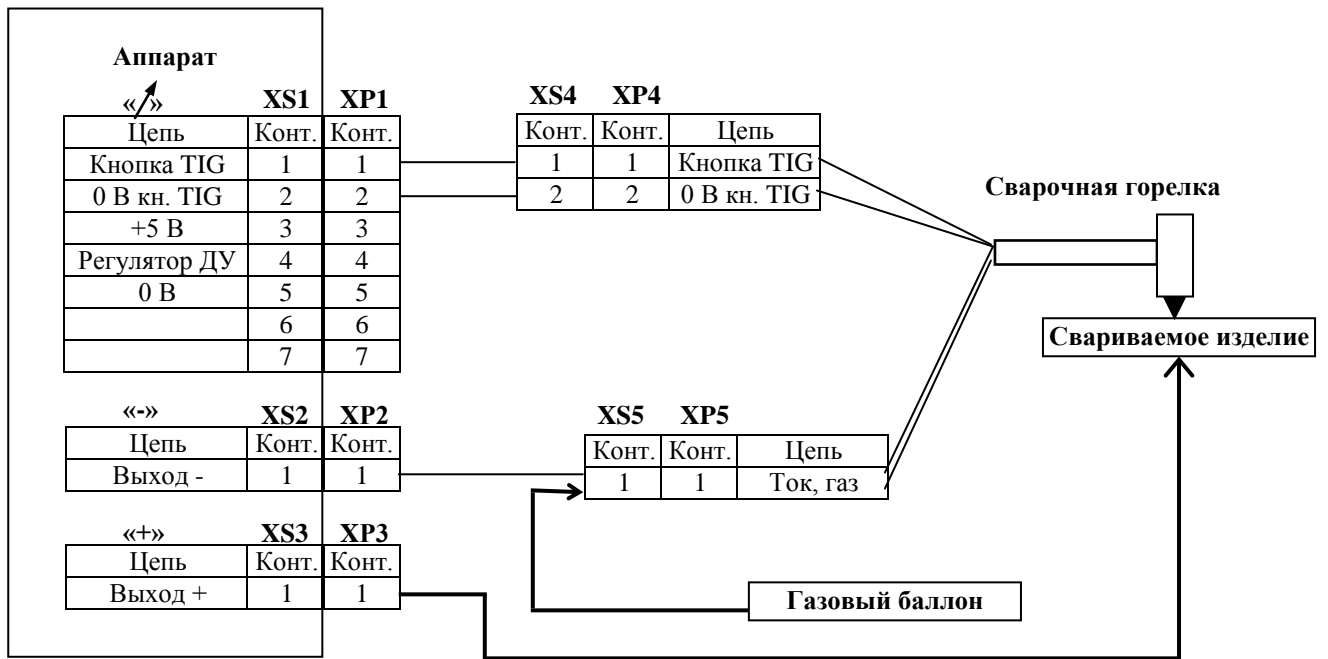 Аппарат
« »
XS1 XP1
Цепь Конт. Конт.
Кнопка TIG 1 1
0 В кн. TIG 2 2
+5 В 3 3
Регулятор ДУ 4 4
0 В 5 5
6 6
7 7
XS4 XP4
Конт. Конт. Цепь
1 1 Кнопка TIG
2 2 0 В кн. TIG
Сварочная горелка
Свариваемое изделие
«-» XS2 XP2
Цепь Конт. Конт.
Выход - 1 1
XS5 XP5
Конт. Конт. Цепь
1 1 Ток, газ
«+» XS3 XP3
Цепь Конт. Конт.
Выход + 1 1
Газовый баллон